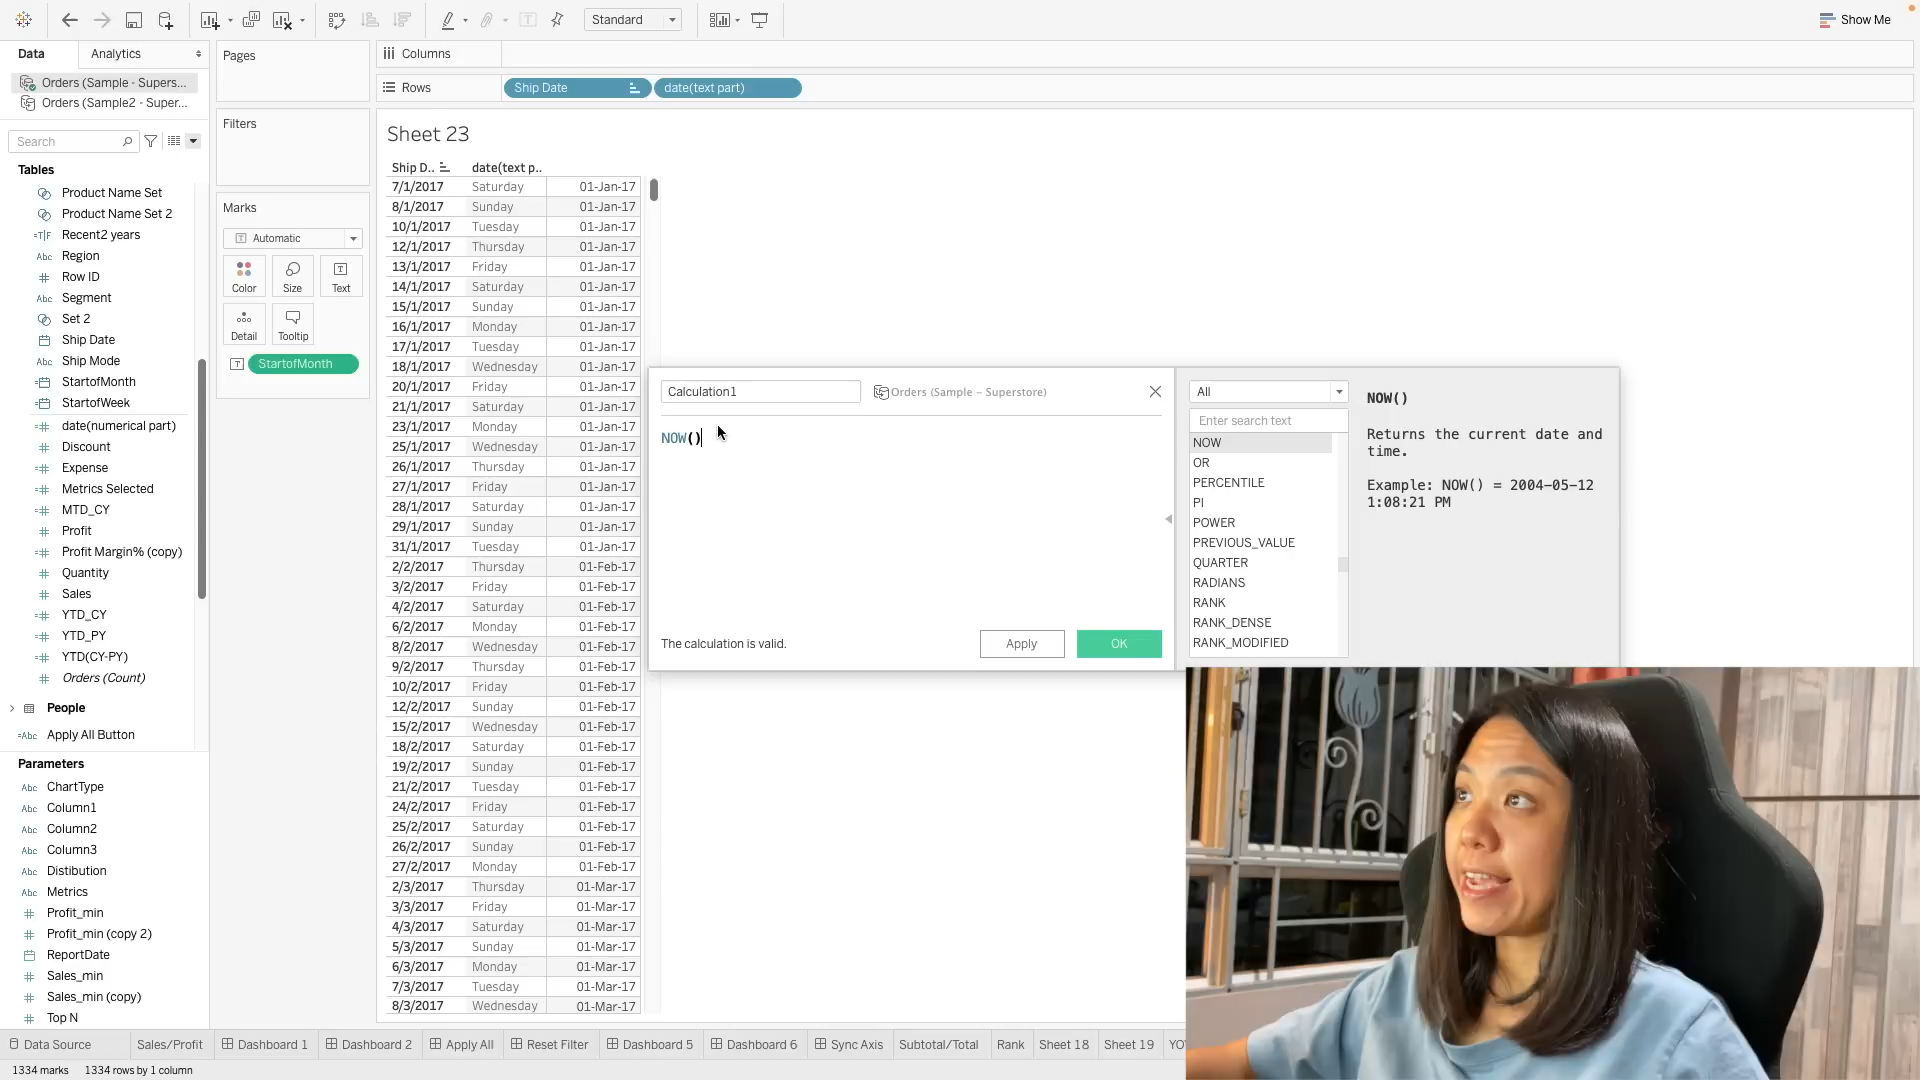 Standard
Show Me
Data
Analytics
Orders (Sample - Supers...
Orders (Sample2 - Super...
Search
Tables
Product Name Set
Product Name Set 2
Recent2 years
Region
Row ID
Segment
Set 2
Ship Date
Ship Mode
StartofMonth
StartofWeek
date(numerical part)
Discount
Expense
Metrics Selected
MTD_CY
Profit
Profit Margin% (copy)
Quantity
Sales
YTD_CY
YTD_PY
YTD(CY-PY)
Orders (Count)
People
Apply All Button
Parameters
ChartType
Column1
Column2
Column3
Distibution
Metrics
Profit_min
Profit_min (copy 2)
ReportDate
Sales_min
Sales_min (copy)
Top N
Pages
Filters
Marks
Automatic
Color
Size
Text
Detail
Tooltip
StartofMonth
Columns
Rows
Ship Date
date(text part)
Sheet 23
Ship D.. date(text p..
7/1/2017 Saturday 01-Jan-17
8/1/2017 Sunday 01-Jan-17
10/1/2017 Tuesday 01-Jan-17
12/1/2017 Thursday 01-Jan-17
13/1/2017 Friday 01-Jan-17
14/1/2017 Saturday 01-Jan-17
15/1/2017 Sunday 01-Jan-17
16/1/2017 Monday 01-Jan-17
17/1/2017 Tuesday 01-Jan-17
18/1/2017 Wednesday 01-Jan-17
20/1/2017 Friday 01-Jan-17
21/1/2017 Saturday 01-Jan-17
23/1/2017 Monday 01-Jan-17
25/1/2017 Wednesday 01-Jan-17
26/1/2017 Thursday 01-Jan-17
27/1/2017 Friday 01-Jan-17
28/1/2017 Saturday 01-Jan-17
29/1/2017 Sunday 01-Jan-17
31/1/2017 Tuesday 01-Jan-17
2/2/2017 Thursday 01-Feb-17
3/2/2017 Friday 01-Feb-17
4/2/2017 Saturday 01-Feb-17
6/2/2017 Monday 01-Feb-17
8/2/2017 Wednesday 01-Feb-17
9/2/2017 Thursday 01-Feb-17
10/2/2017 Friday 01-Feb-17
12/2/2017 Sunday 01-Feb-17
15/2/2017 Wednesday 01-Feb-17
18/2/2017 Saturday 01-Feb-17
19/2/2017 Sunday 01-Feb-17
21/2/2017 Tuesday 01-Feb-17
24/2/2017 Friday 01-Feb-17
25/2/2017 Saturday 01-Feb-17
26/2/2017 Sunday 01-Feb-17
27/2/2017 Monday 01-Feb-17
2/3/2017 Thursday 01-Mar-17
3/3/2017 Friday 01-Mar-17
4/3/2017 Saturday 01-Mar-17
5/3/2017 Sunday 01-Mar-17
6/3/2017 Monday 01-Mar-17
7/3/2017 Tuesday 01-Mar-17
8/3/2017 Wednesday 01-Mar-17
Calculation1
Orders (Sample – Superstore)
NOW()
The calculation is valid.
Apply
OK
All
Enter search text
NOW
OR
PERCENTILE
PI
POWER
PREVIOUS_VALUE
QUARTER
RADIANS
RANK
RANK_DENSE
RANK_MODIFIED
NOW()
Returns the current date and
time.
Example: NOW() = 2004-05-12
1:08:21 PM
Data Source
Sales/Profit
Dashboard 1
Dashboard 2
Apply All
Reset Filter
Dashboard 5
Dashboard 6
Sync Axis
Subtotal/Total
Rank
Sheet 18
Sheet 19
1334 marks
1334 rows by 1 column